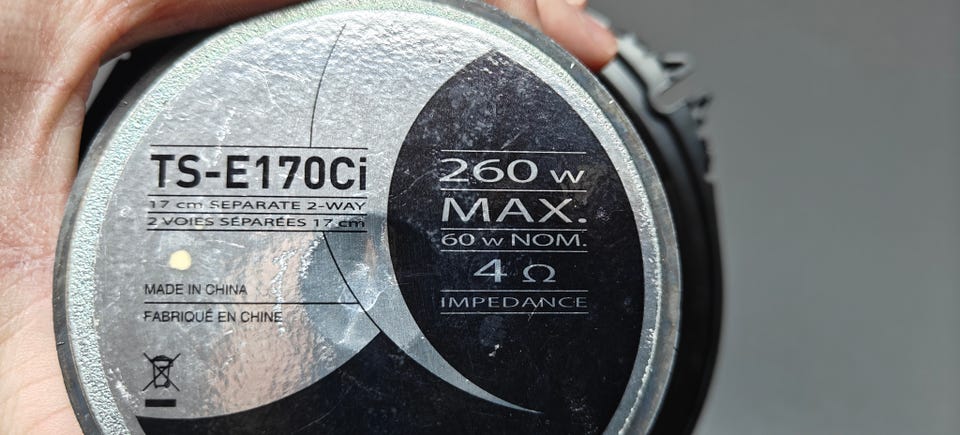 TS-E170Ci
17 cm SEPARATE 2-WAY
2 VOIES SÉPARÉES 17 cm
MADE IN CHINA
FABRIQUÉ EN CHINE
260 W
MAX.
60 W NOM.
4 Ω
IMPEDANCE